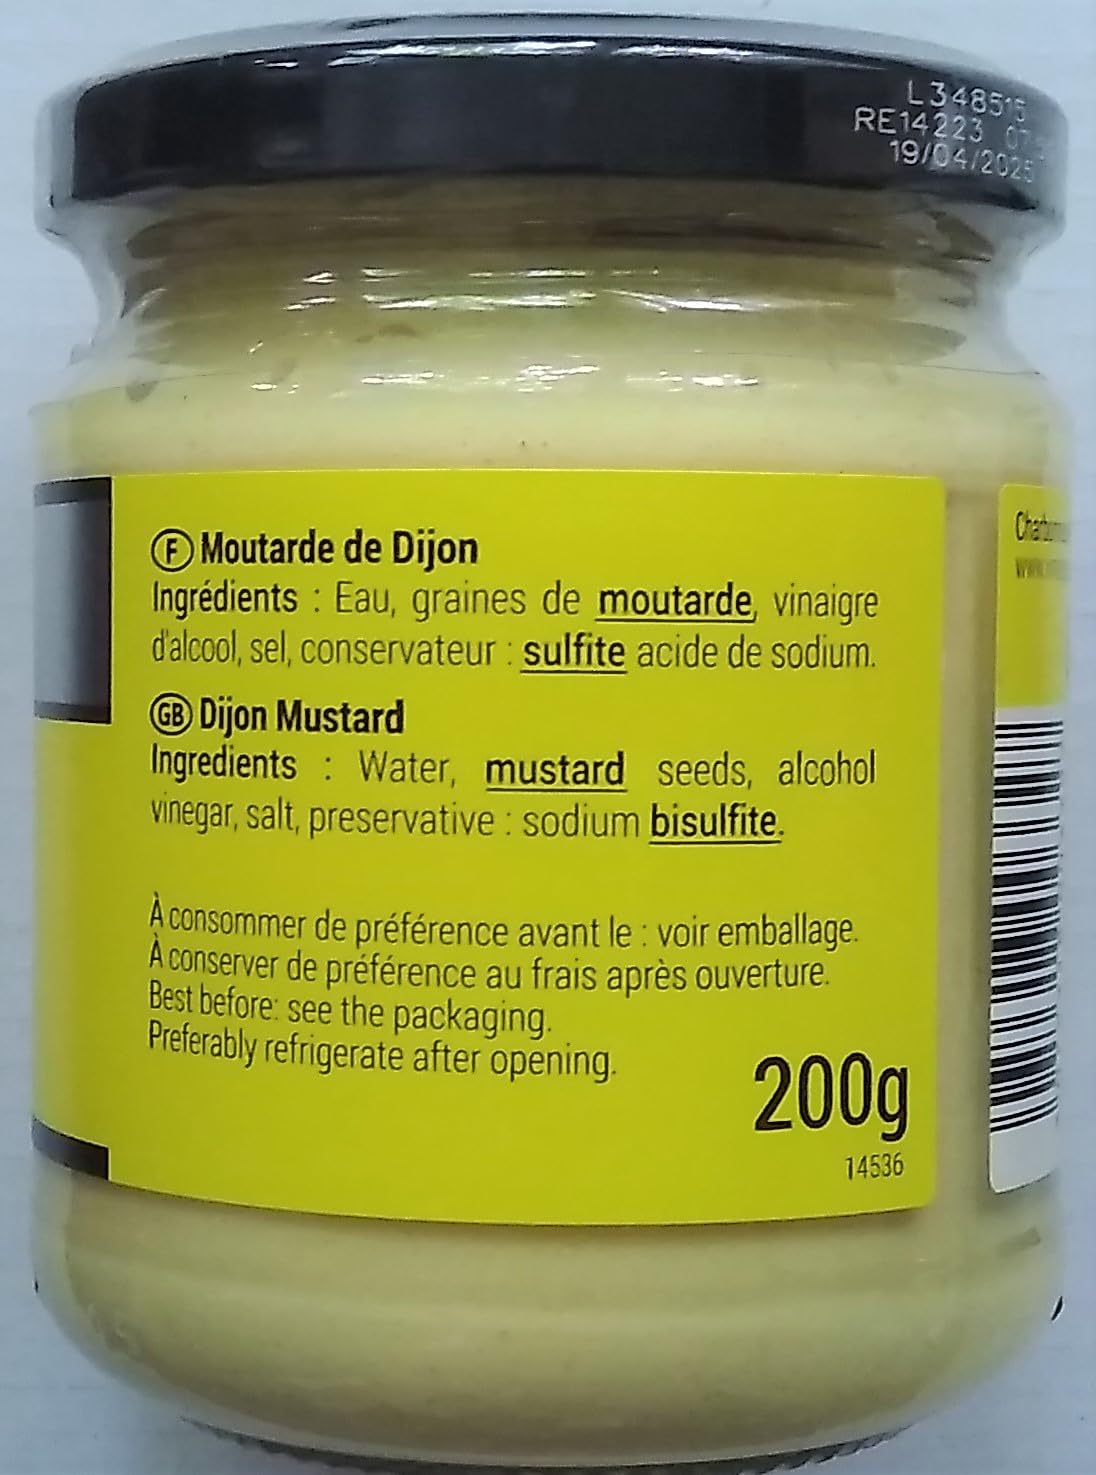 L348515
RE14223 07
19/04/2025
F Moutarde de Dijon
Ingrédients : Eau, graines de moutarde, vinaigre
d'alcool, sel, conservateur : sulfite acide de sodium.
GB Dijon Mustard
Ingredients : Water, mustard seeds, alcohol
vinegar, salt, preservative : sodium bisulfite.
À consommer de préférence avant le : voir emballage.
À conserver de préférence au frais après ouverture.
Best before: see the packaging.
Preferably refrigerate after opening.
200g
14536